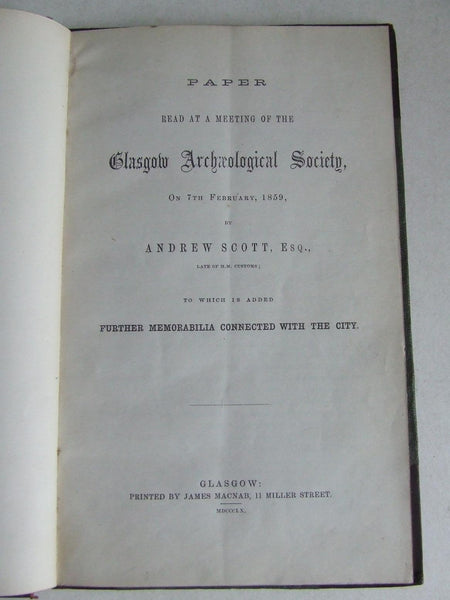 PAPER
READ AT A MEETING OF THE
Glasgow Archæological Society,
ON 7TH FEBRUARY, 1859,
BY
ANDREW SCOTT, ESQ.,
LATE OF H.M. CUSTOMS;
TO WHICH IS ADDED
FURTHER MEMORABILIA CONNECTED WITH THE CITY.
GLASGOW:
PRINTED BY JAMES MACNAB, 11 MILLER STREET.
MDCCCLX.